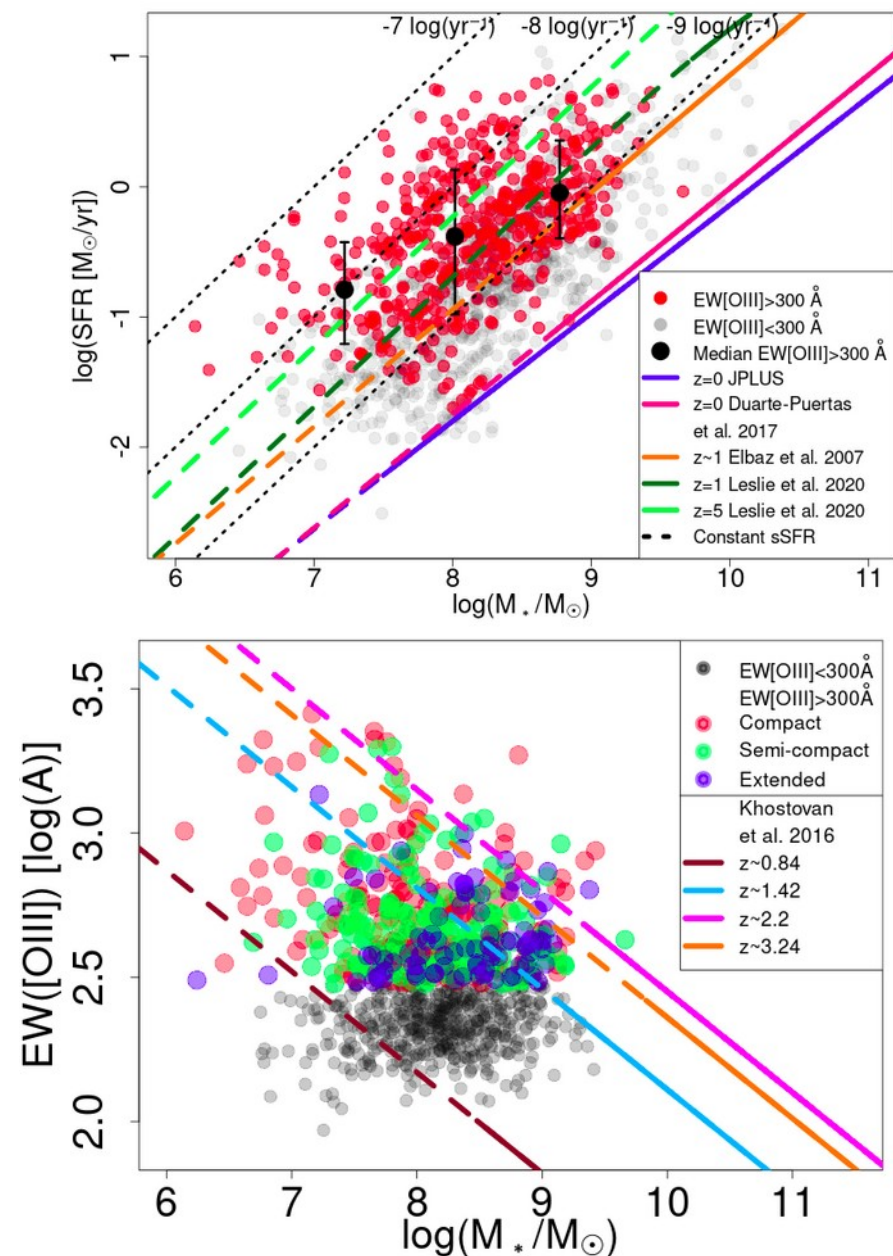 -7 log(yr⁻¹) -8 log(yr⁻¹) -9 log(yr⁻¹)
1
0
-1
-2
log(SFR [M☉/yr])
EW[OIII]>300 Å
EW[OIII]<300 Å
Median EW[OIII]>300 Å
z=0 JPLUS
z=0 Duarte-Puertas
et al. 2017
z~1 Elbaz et al. 2007
z=1 Leslie et al. 2020
z=5 Leslie et al. 2020
Constant sSFR
6 7 8 9 10 11
log(M*/M☉)
3.5
3.0
2.5
2.0
EW([OIII]) [log(A)]
EW[OIII]<300Å
EW[OIII]>300Å
Compact
Semi-compact
Extended
Khostovan
et al. 2016
z~0.84
z~1.42
z~2.2
z~3.24
6 7 8 9 10 11
log(M*/M☉)